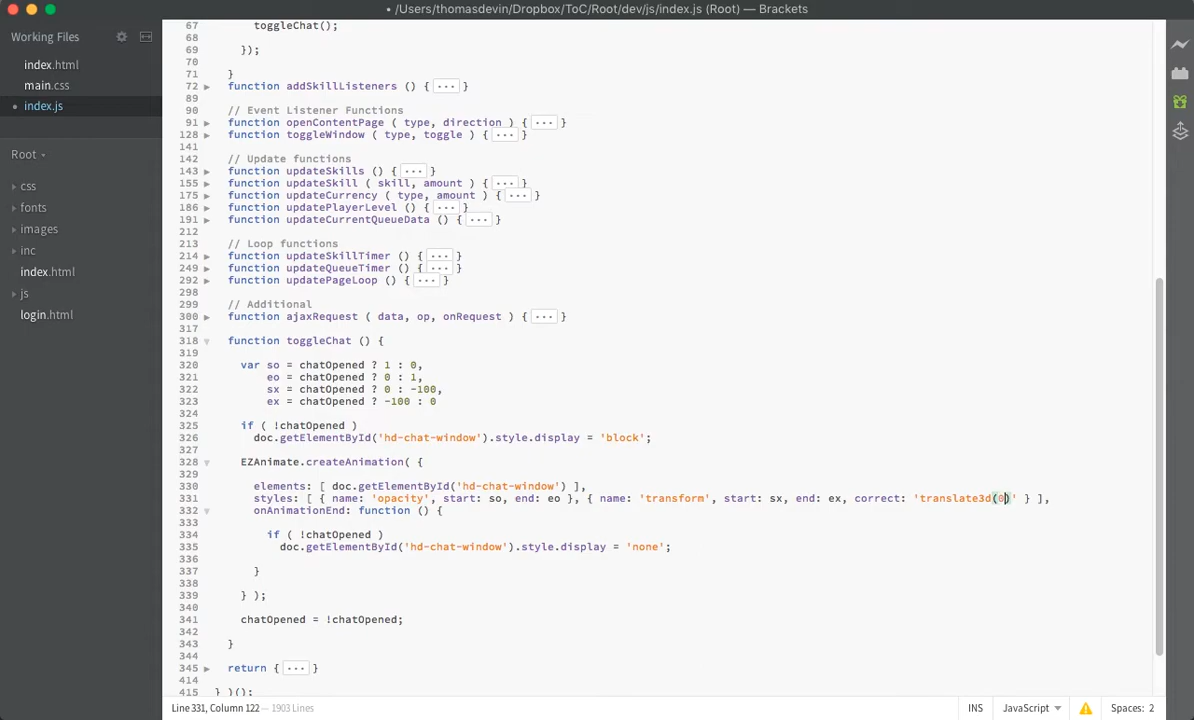 • /Users/thomasdevin/Dropbox/ToC/Root/dev/js/index.js (Root) — Brackets
Working Files
index.html
main.css
index.js
Root
css
fonts
images
inc
index.html
js
login.html
67 toggleChat();
68
69 });
70
71 }
72 function addSkillListeners () { ... }
89
90 // Event Listener Functions
91 function openContentPage ( type, direction ) { ... }
128 function toggleWindow ( type, toggle ) { ... }
141
142 // Update functions
143 function updateSkills () { ... }
155 function updateSkill ( skill, amount ) { ... }
175 function updateCurrency ( type, amount ) { ... }
186 function updatePlayerLevel () { ... }
191 function updateCurrentQueueData () { ... }
212
213 // Loop functions
214 function updateSkillTimer () { ... }
249 function updateQueueTimer () { ... }
292 function updatePageLoop () { ... }
298
299 // Additional
300 function ajaxRequest ( data, op, onRequest ) { ... }
317
318 function toggleChat () {
319
320 var so = chatOpened ? 1 : 0,
321 eo = chatOpened ? 0 : 1,
322 sx = chatOpened ? 0 : -100,
323 ex = chatOpened ? -100 : 0
324
325 if ( !chatOpened )
326 doc.getElementById('hd-chat-window').style.display = 'block';
327
328 EZAnimate.createAnimation( {
329
330 elements: [ doc.getElementById('hd-chat-window') ],
331 styles: [ { name: 'opacity', start: so, end: eo }, { name: 'transform', start: sx, end: ex, correct: 'translate3d(0)' } ],
332 onAnimationEnd: function () {
333
334 if ( !chatOpened )
335 doc.getElementById('hd-chat-window').style.display = 'none';
336
337 }
338
339 } );
340
341 chatOpened = !chatOpened;
342
343 }
344
345 return { ... }
415 } )();
Line 331, Column 122 — 1903 Lines
INS
JavaScript
Spaces: 2